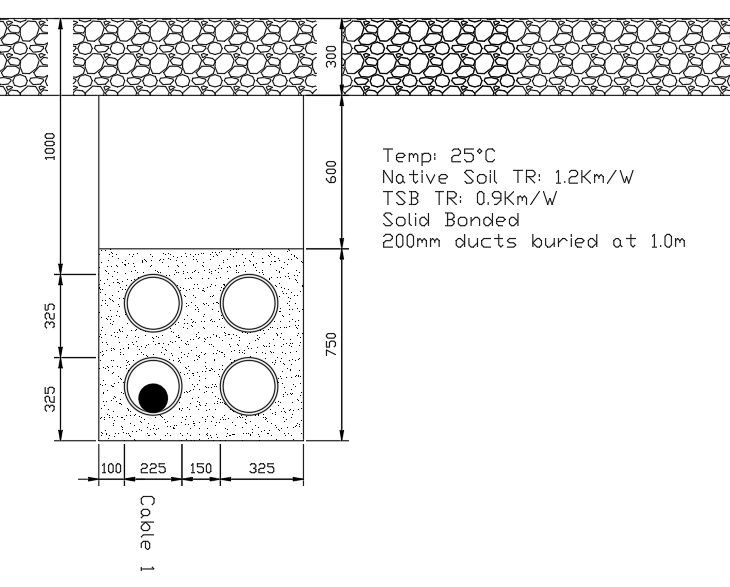 300
1000
600
Temp: 25°C
Native Soil TR: 1.2Km/W
TSB TR: 0.9Km/W
Solid Bonded
200mm ducts buried at 1.0m
325
750
325
100 225 150 325
Cable 1